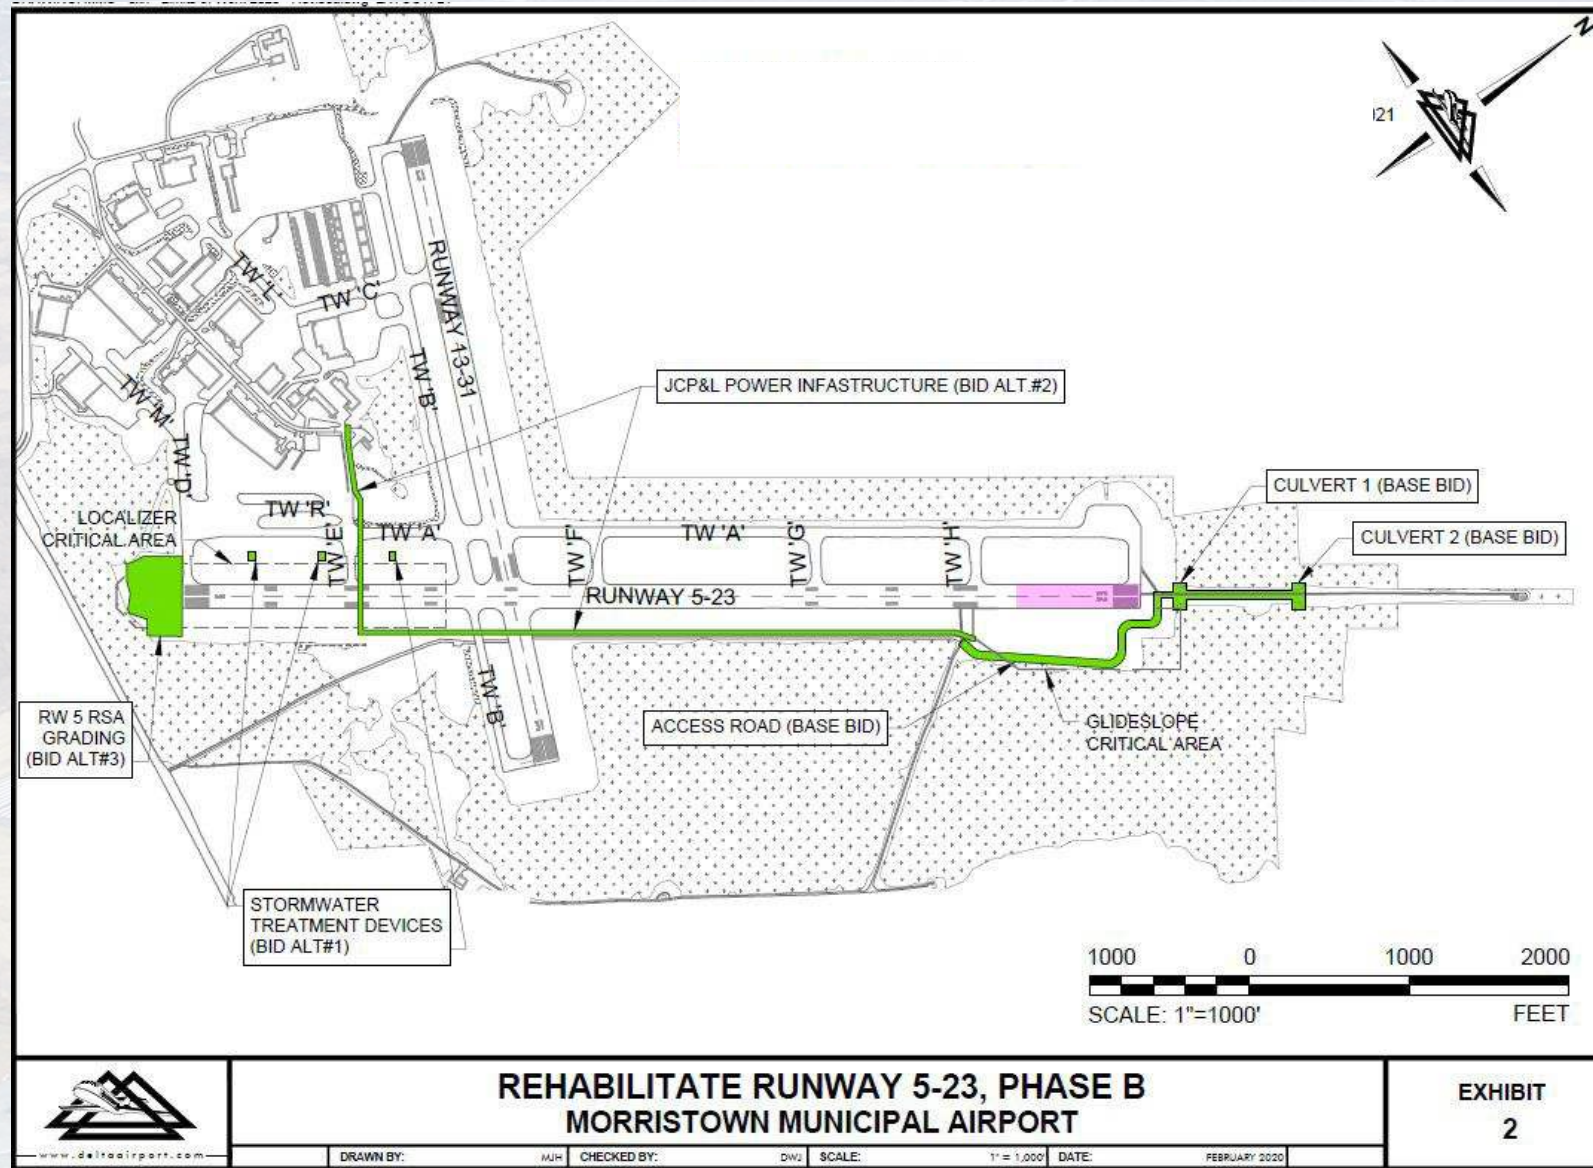 N
021
RUNWAY 13-31
TW 'L'
TW 'C'
TW 'B'
TW 'M'
TW 'D'
JCP&L POWER INFASTRUCTURE (BID ALT.#2)
CULVERT 1 (BASE BID)
CULVERT 2 (BASE BID)
LOCALIZER
CRITICAL AREA
TW 'R'
TW 'E'
TW 'A'
TW 'F'
TW 'A'
TW 'G'
TW 'H'
RUNWAY 5-23
TW 'B'
RW 5 RSA
GRADING
(BID ALT#3)
ACCESS ROAD (BASE BID)
GLIDESLOPE
CRITICAL AREA
STORMWATER
TREATMENT DEVICES
(BID ALT#1)
1000 0 1000 2000
SCALE: 1"=1000' FEET
REHABILITATE RUNWAY 5-23, PHASE B
MORRISTOWN MUNICIPAL AIRPORT
EXHIBIT
2
www.deltaairport.com
DRAWN BY: MJH CHECKED BY: DWJ SCALE: 1" = 1,000' DATE: FEBRUARY 2020